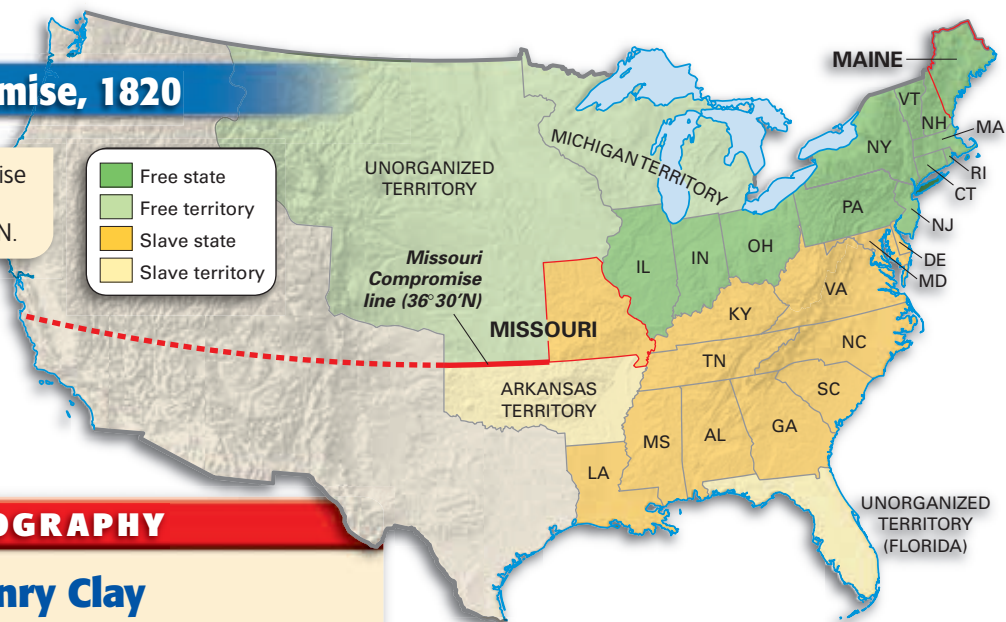 mise, 1820
ise
N.
Free state
Free territory
Slave state
Slave territory
UNORGANIZED
TERRITORY
MICHIGAN TERRITORY
Missouri
Compromise
line (36°30'N)
MISSOURI
ARKANSAS
TERRITORY
MAINE
VT
NH
MA
NY
RI
CT
PA
NJ
DE
MD
IL
IN
OH
VA
KY
NC
TN
SC
MS
AL
GA
LA
UNORGANIZED
TERRITORY
(FLORIDA)
OGRAPHY
nry Clay